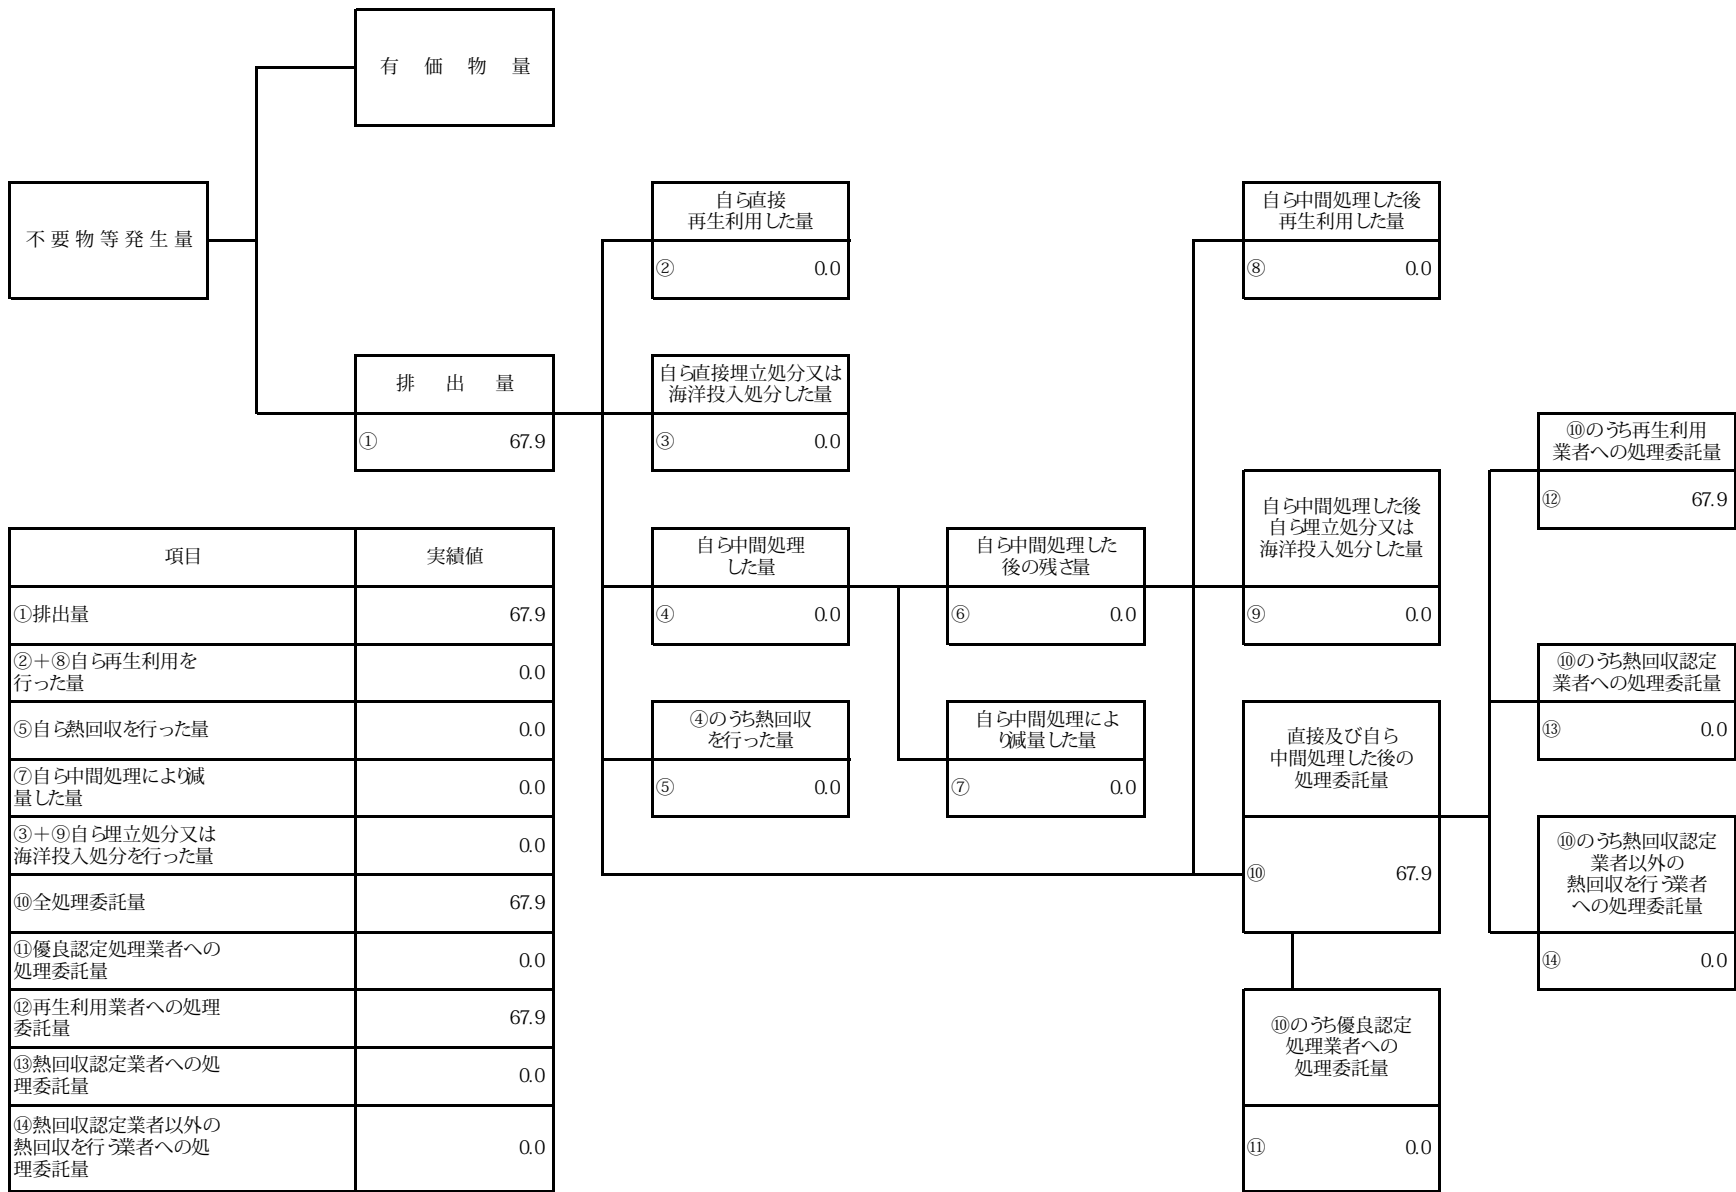 有価物量
不要物等発生量
排出量
① 67.9
自ら直接
再生利用した量
② 0.0
自ら直接埋立処分又は
海洋投入処分した量
③ 0.0
自ら中間処理
した量
④ 0.0
④のうち熱回収
を行った量
⑤ 0.0
自ら中間処理した
後の残さ量
⑥ 0.0
自ら中間処理によ
り減量した量
⑦ 0.0
自ら中間処理した後
再生利用した量
⑧ 0.0
自ら中間処理した後
自ら埋立処分又は
海洋投入処分した量
⑨ 0.0
直接及び自ら
中間処理した後の
処理委託量
⑩ 67.9
⑩のうち優良認定
処理業者への
処理委託量
⑪ 0.0
⑩のうち再生利用
業者への処理委託量
⑫ 67.9
⑩のうち熱回収認定
業者への処理委託量
⑬ 0.0
⑩のうち熱回収認定
業者以外の
熱回収を行う業者
への処理委託量
⑭ 0.0
項目 実績値
①排出量 67.9
②＋⑧自ら再生利用を
行った量 0.0
⑤自ら熱回収を行った量 0.0
⑦自ら中間処理により減
量した量 0.0
③＋⑨自ら埋立処分又は
海洋投入処分を行った量 0.0
⑩全処理委託量 67.9
⑪優良認定処理業者への
処理委託量 0.0
⑫再生利用業者への処理
委託量 67.9
⑬熱回収認定業者への処
理委託量 0.0
⑭熱回収認定業者以外の
熱回収を行う業者への処
理委託量 0.0